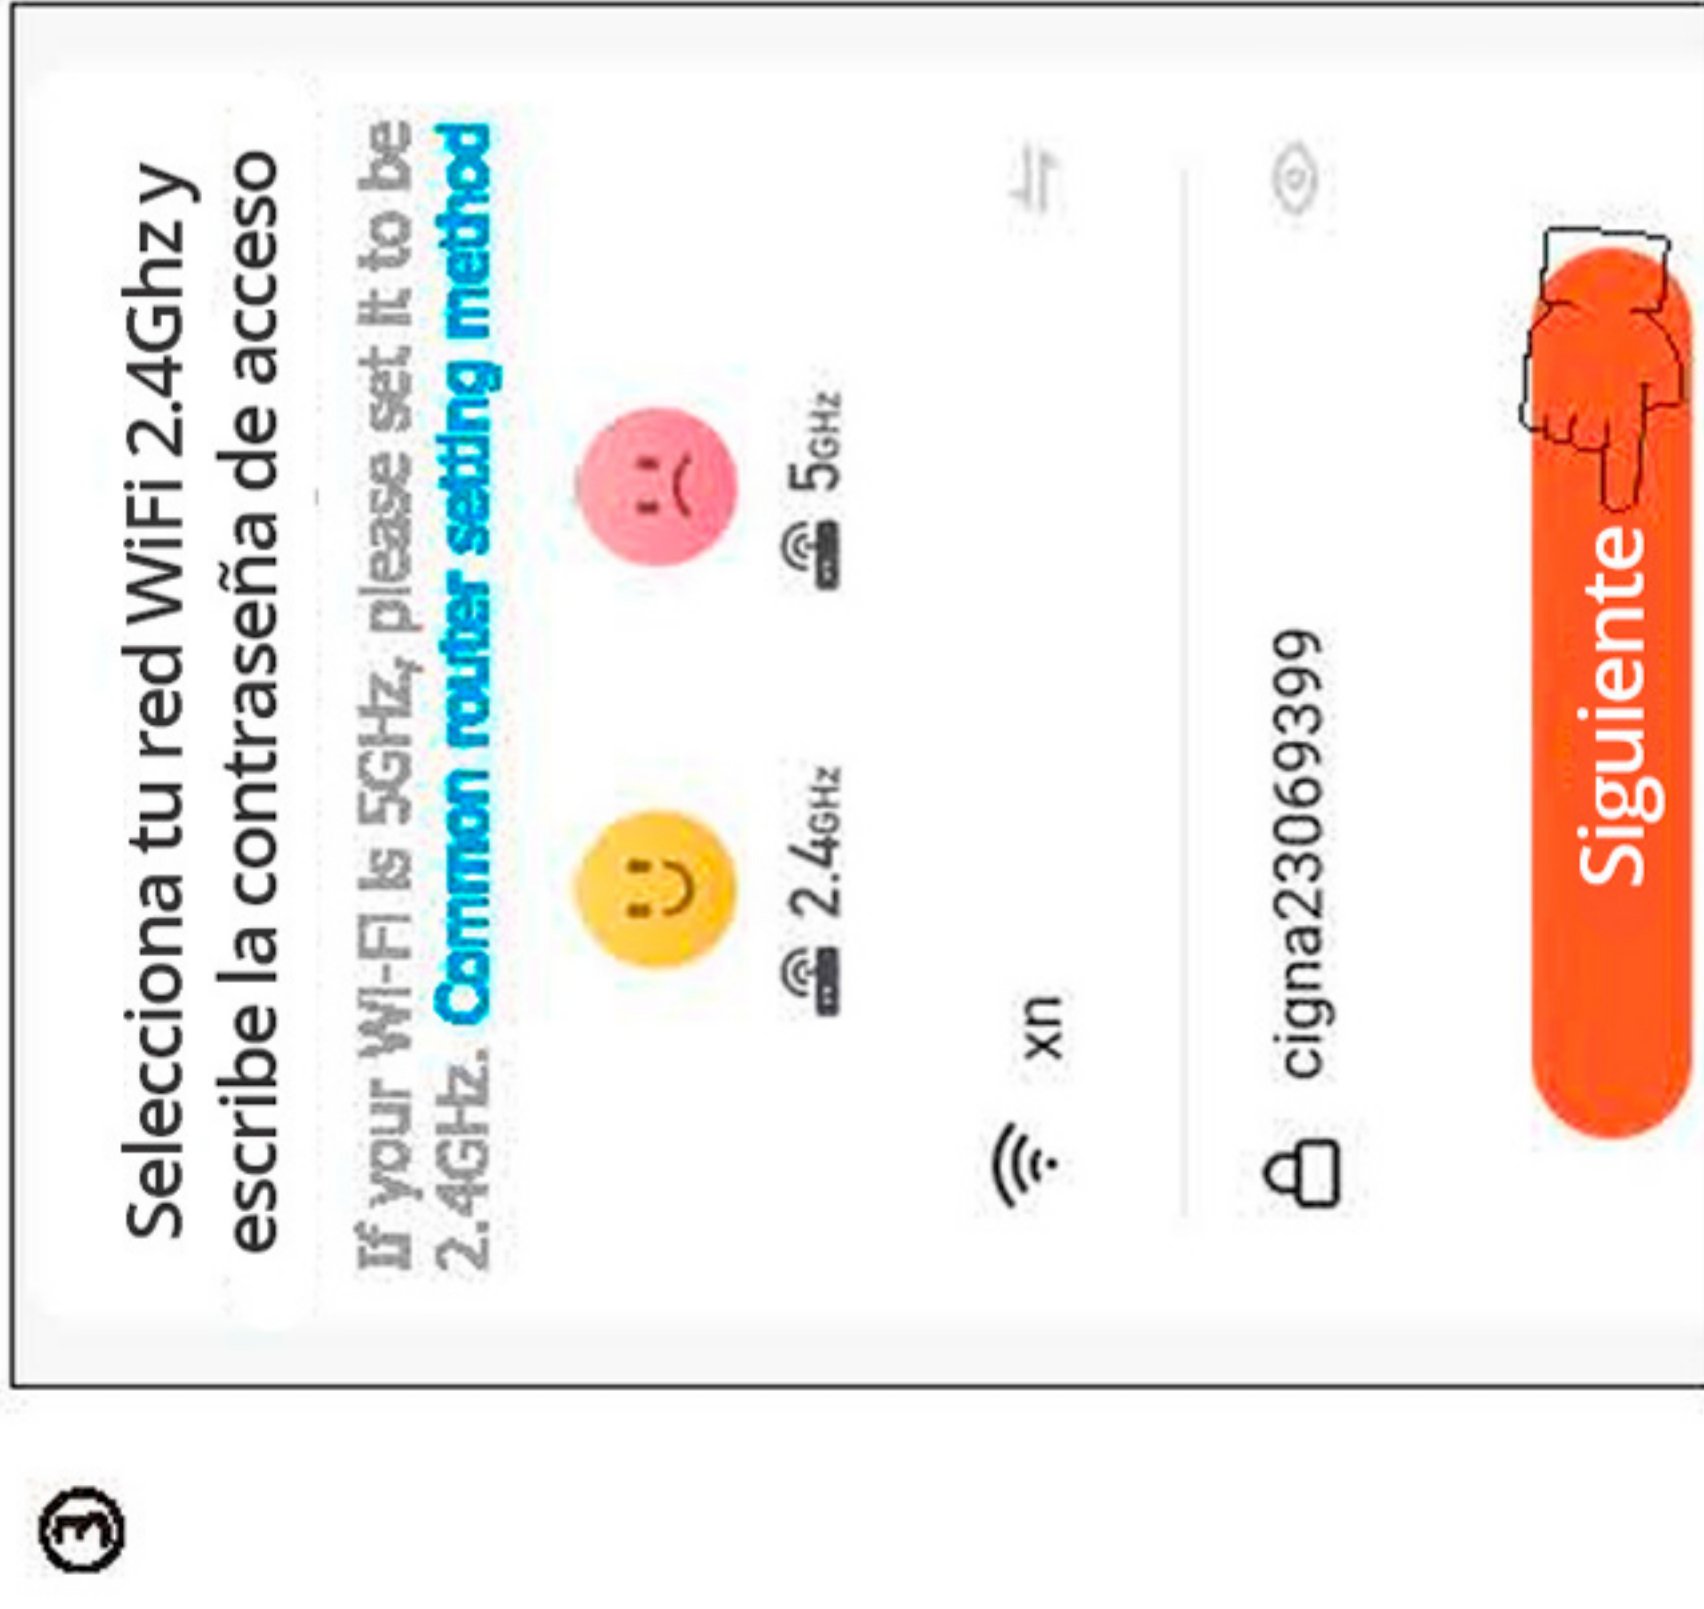 ③
Selecciona tu red WiFi 2.4Ghz y
escribe la contraseña de acceso
If your Wi-Fi is 5GHz, please set it to be
2.4GHz. Common router setting method
2.4GHz 5GHz
xn
cigna23069399
Siguiente